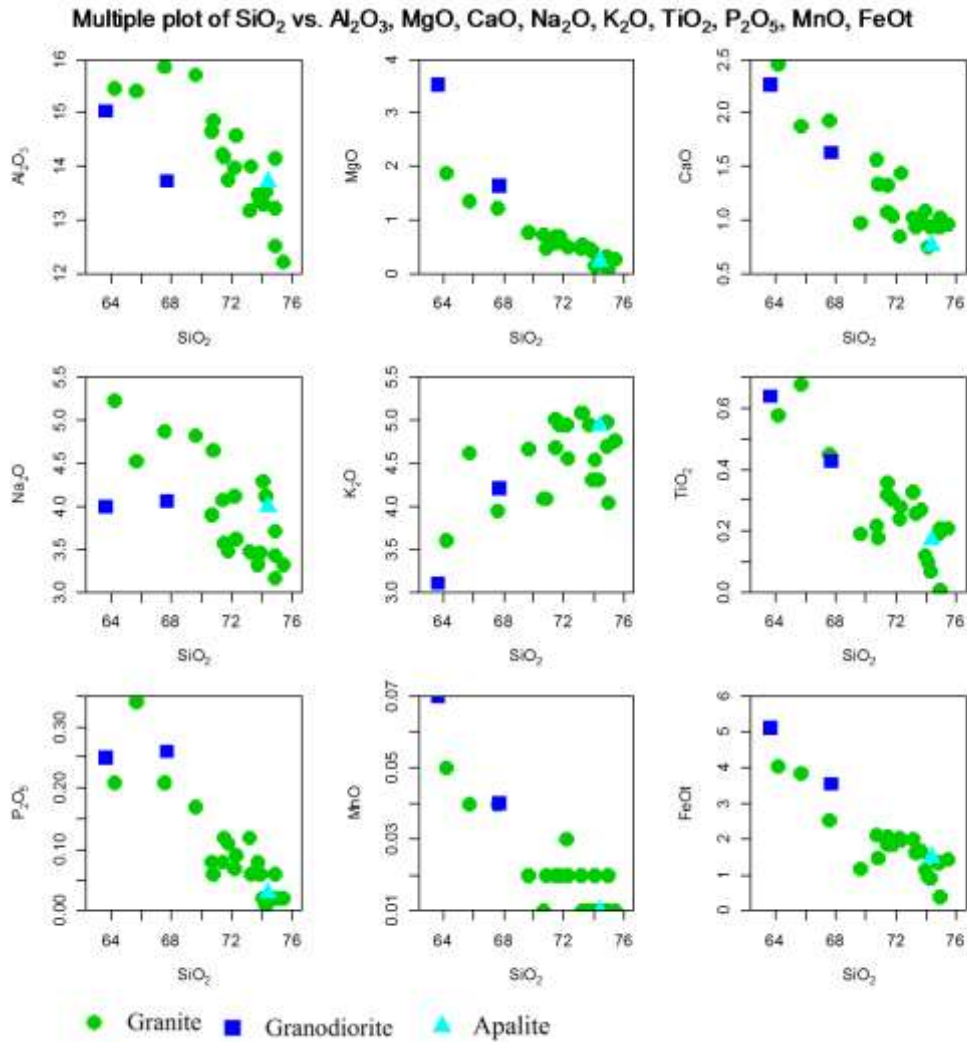 Multiple plot of SiO₂ vs. Al₂O₃, MgO, CaO, Na₂O, K₂O, TiO₂, P₂O₅, MnO, FeOt
Al₂O₃
12 13 14 15 16
64 68 72 76
SiO₂
MgO
0 1 2 3 4
64 68 72 76
SiO₂
CaO
0.5 1.0 1.5 2.0 2.5
64 68 72 76
SiO₂
Na₂O
3.0 3.5 4.0 4.5 5.0 5.5
64 68 72 76
SiO₂
K₂O
3.0 3.5 4.0 4.5 5.0 5.5
64 68 72 76
SiO₂
TiO₂
0.0 0.2 0.4 0.6
64 68 72 76
SiO₂
P₂O₅
0.00 0.10 0.20 0.30
64 68 72 76
SiO₂
MnO
0.01 0.03 0.05 0.07
64 68 72 76
SiO₂
FeOt
0 1 2 3 4 5 6
64 68 72 76
SiO₂
Granite Granodiorite Apalite